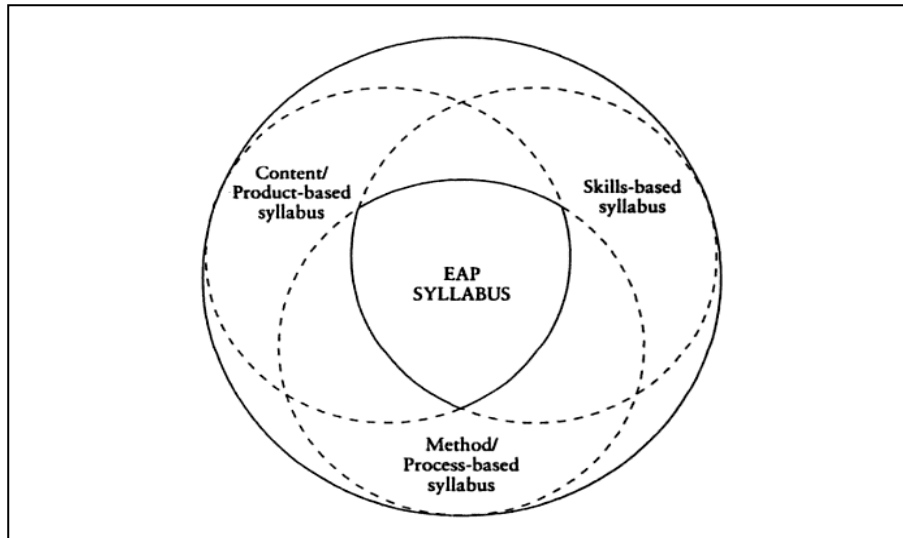 Content/
Product-based
syllabus
Skills-based
syllabus
EAP
SYLLABUS
Method/
Process-based
syllabus